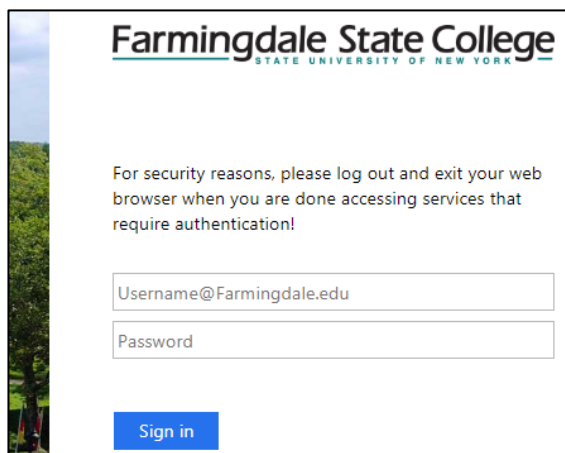 Farmingdale State College
STATE UNIVERSITY OF NEW YORK
For security reasons, please log out and exit your web
browser when you are done accessing services that
require authentication!
Username@Farmingdale.edu
Password
Sign in